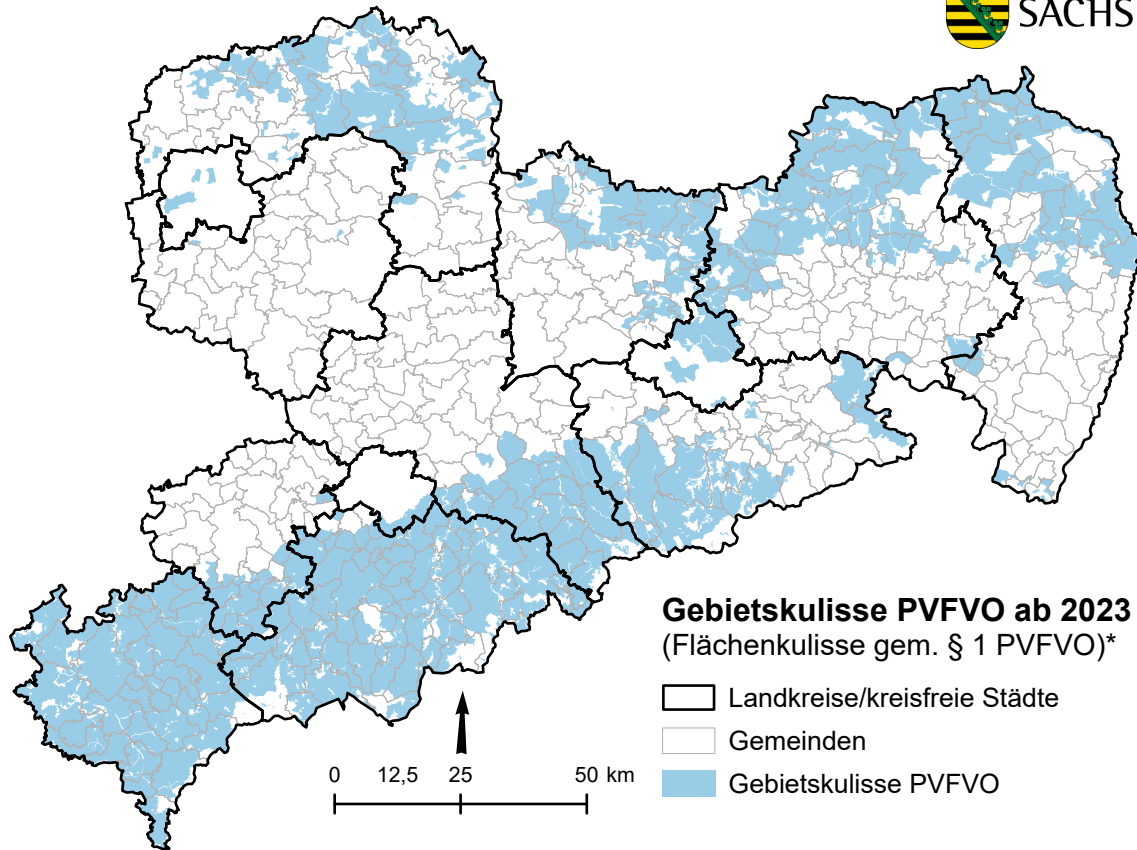 SACHS
Gebietskulisse PVFVO ab 2023
(Flächenkulisse gem. § 1 PVFVO)*
Landkreise/kreisfreie Städte
Gemeinden
Gebietskulisse PVFVO
0 12,5 25 50 km